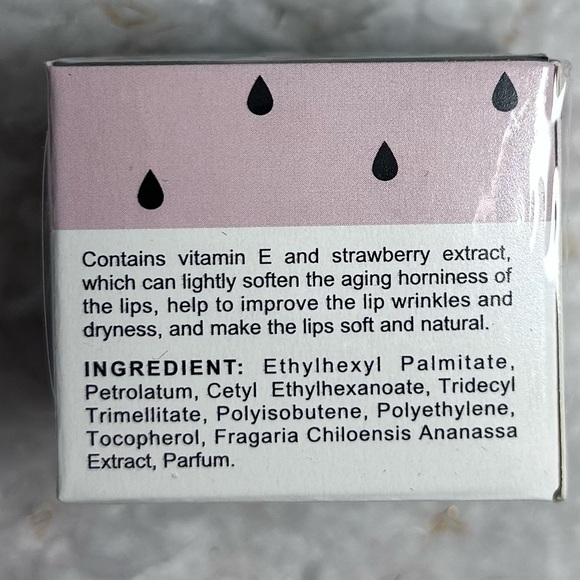 Contains vitamin E and strawberry extract,
which can lightly soften the aging horniness of
the lips, help to improve the lip wrinkles and
dryness, and make the lips soft and natural.
INGREDIENT: Ethylhexyl Palmitate,
Petrolatum, Cetyl Ethylhexanoate, Tridecyl
Trimellitate, Polyisobutene, Polyethylene,
Tocopherol, Fragaria Chiloensis Ananassa
Extract, Parfum.